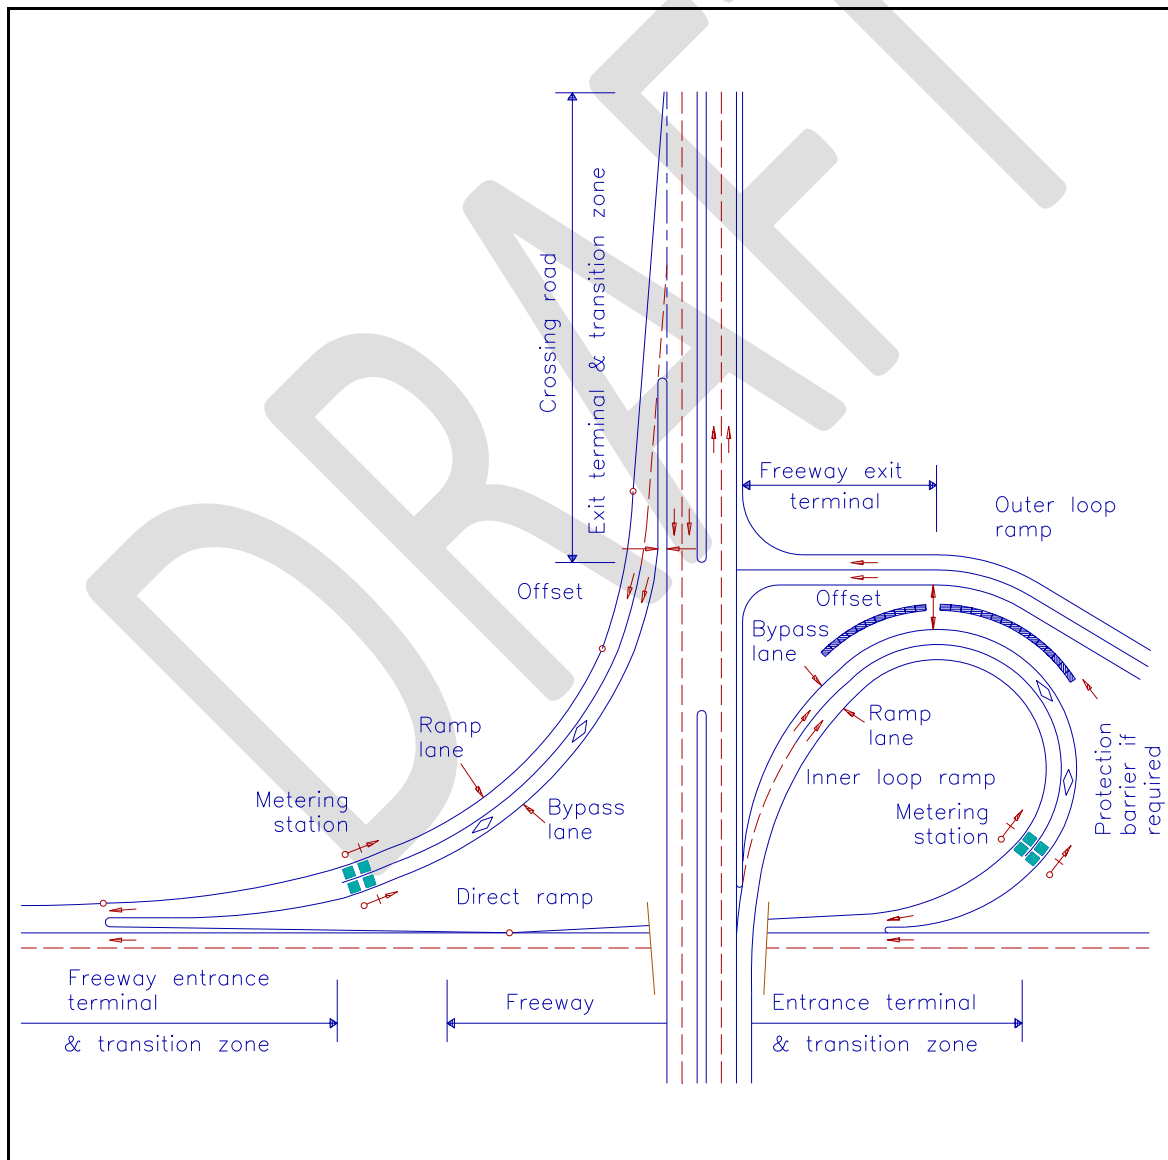 DRAFT
Crossing road
Exit terminal & transition zone
Freeway exit
terminal
Outer loop
ramp
Offset
Offset
Bypass
lane
Ramp
lane
Ramp
lane
Inner loop ramp
Protection
barrier if
required
Metering
station
Bypass
lane
Metering
station
Direct ramp
Freeway entrance
terminal
& transition zone
Freeway
Entrance terminal
& transition zone